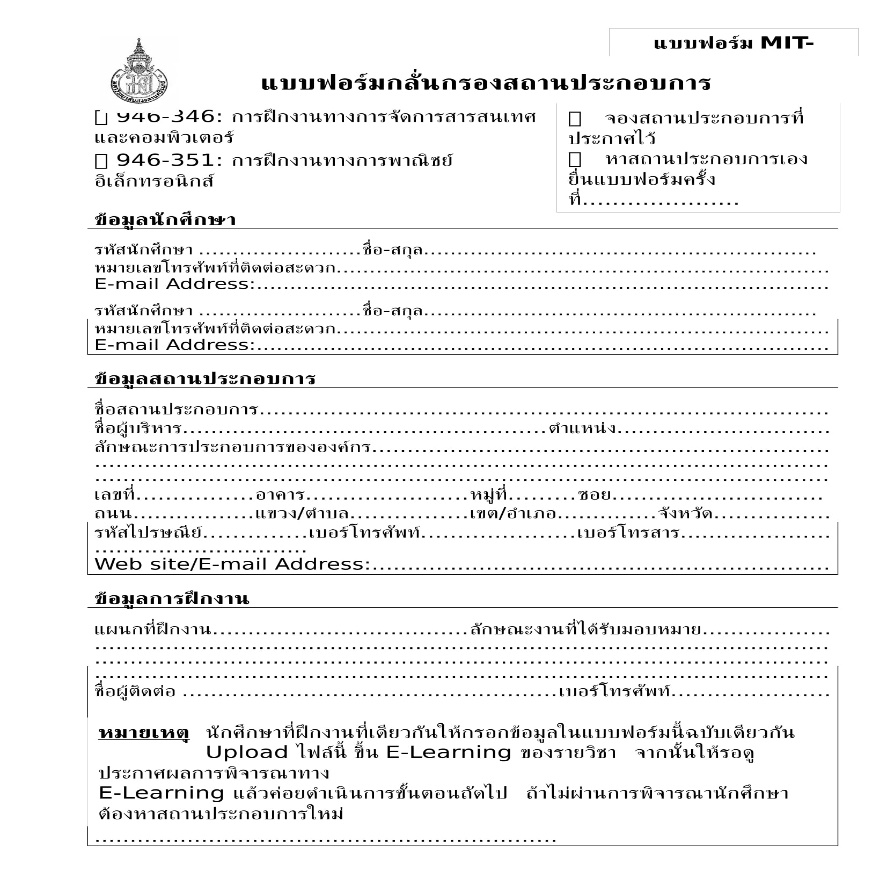 แบบฟอร์ม MIT-
แบบฟอร์มกลั่นกรองสถานประกอบการ
☐ 946-346: การฝึกงานทางการจัดการสารสนเทศ
และคอมพิวเตอร์
☐ 946-351: การฝึกงานทางการพาณิชย์
อิเล็กทรอนิกส์
☐ จองสถานประกอบการที่
ประกาศไว้
☐ หาสถานประกอบการเอง
ยื่นแบบฟอร์มครั้ง
ที่.....................
ข้อมูลนักศึกษา
รหัสนักศึกษา ........................ชื่อ-สกุล..........................................................
หมายเลขโทรศัพท์ที่ติดต่อสะดวก........................................................................
E-mail Address:....................................................................................
รหัสนักศึกษา ........................ชื่อ-สกุล..........................................................
หมายเลขโทรศัพท์ที่ติดต่อสะดวก........................................................................
E-mail Address:....................................................................................
ข้อมูลสถานประกอบการ
ชื่อสถานประกอบการ..................................................................................
ชื่อผู้บริหาร.....................................................ตำแหน่ง...............................
ลักษณะการประกอบการขององค์กร..................................................................
..........................................................................................................
..........................................................................................................
เลขที่.................อาคาร........................หมู่ที่..........ซอย...............................
ถนน..................แขวง/ตำบล.................เขต/อำเภอ...............จังหวัด.................
รหัสไปรษณีย์...............เบอร์โทรศัพท์.......................เบอร์โทรสาร......................
...............................
Web site/E-mail Address:..................................................................
ข้อมูลการฝึกงาน
แผนกที่ฝึกงาน.....................................ลักษณะงานที่ได้รับมอบหมาย...................
..........................................................................................................
..........................................................................................................
..........................................................................................................
ชื่อผู้ติดต่อ ......................................................เบอร์โทรศัพท์.......................
หมายเหตุ นักศึกษาที่ฝึกงานที่เดียวกันให้กรอกข้อมูลในแบบฟอร์มนี้ฉบับเดียวกัน
Upload ไฟล์นี้ ขึ้น E-Learning ของรายวิชา จากนั้นให้รอดู
ประกาศผลการพิจารณาทาง
E-Learning แล้วค่อยดำเนินการขั้นตอนถัดไป ถ้าไม่ผ่านการพิจารณานักศึกษา
ต้องหาสถานประกอบการใหม่
...................................................................